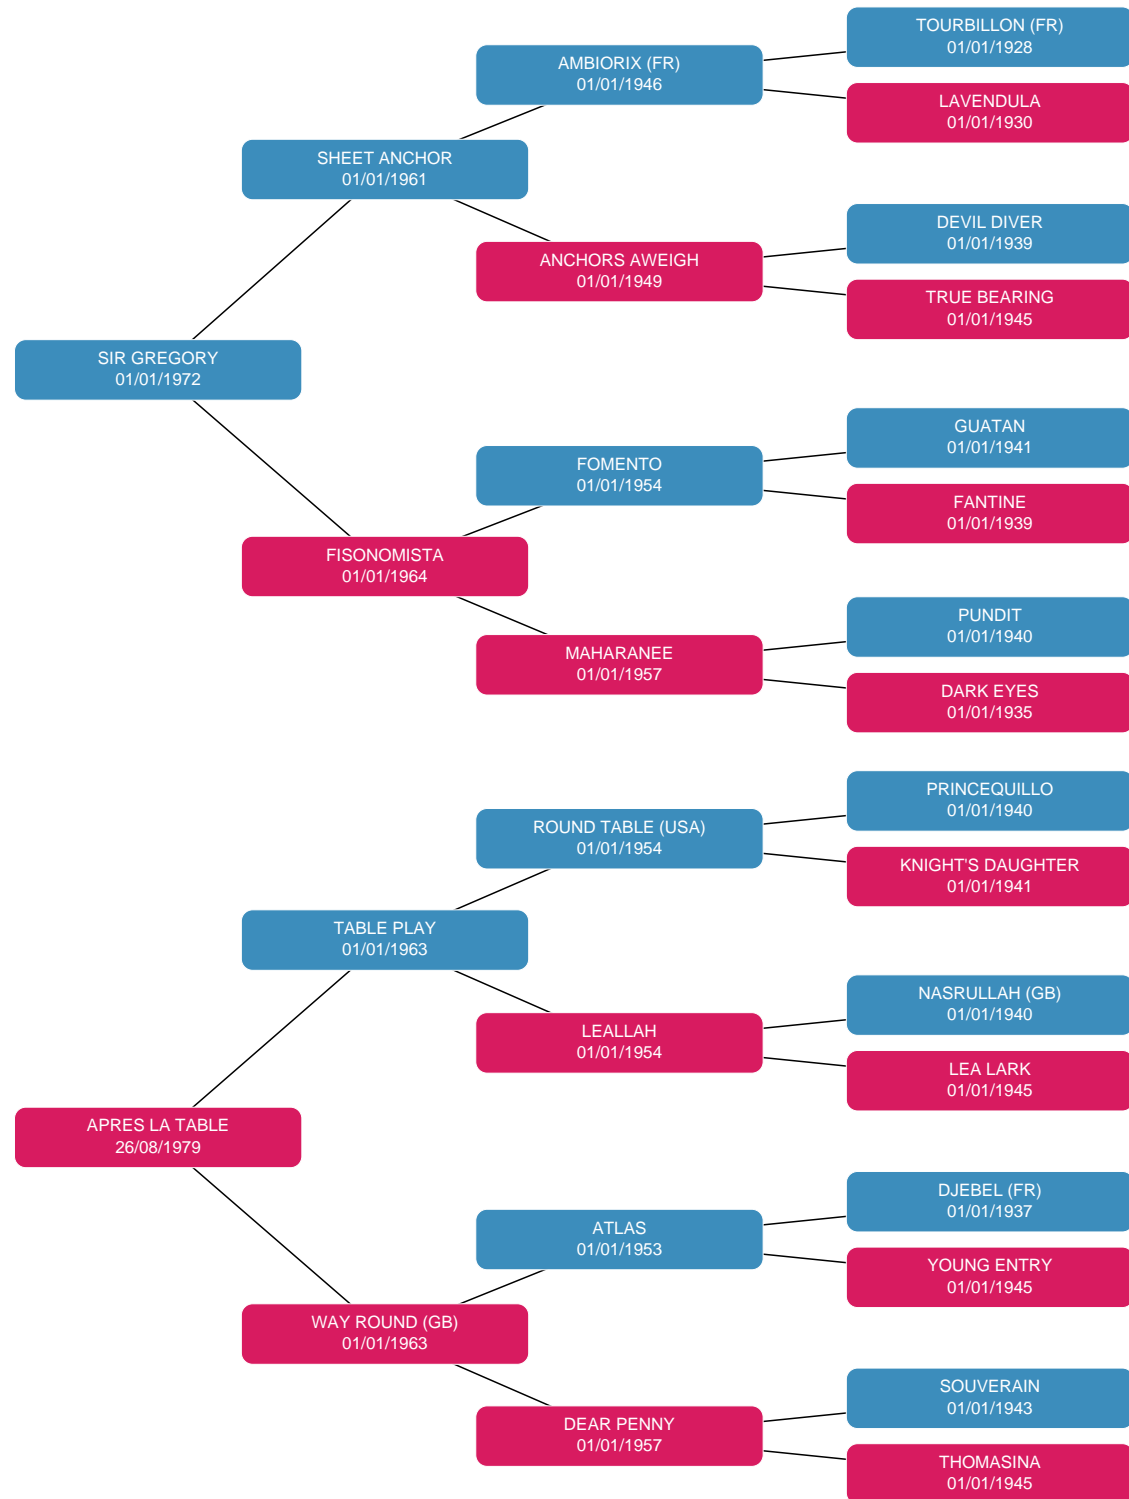 TOURBILLON (FR)
01/01/1928
AMBIORIX (FR)
01/01/1946
LAVENDULA
01/01/1930
SHEET ANCHOR
01/01/1961
DEVIL DIVER
01/01/1939
ANCHORS AWEIGH
01/01/1949
TRUE BEARING
01/01/1945
SIR GREGORY
01/01/1972
GUATAN
01/01/1941
FOMENTO
01/01/1954
FANTINE
01/01/1939
FISONOMISTA
01/01/1964
PUNDIT
01/01/1940
MAHARANEE
01/01/1957
DARK EYES
01/01/1935
PRINCEQUILLO
01/01/1940
ROUND TABLE (USA)
01/01/1954
KNIGHT'S DAUGHTER
01/01/1941
TABLE PLAY
01/01/1963
NASRULLAH (GB)
01/01/1940
LEALLAH
01/01/1954
LEA LARK
01/01/1945
APRES LA TABLE
26/08/1979
DJEBEL (FR)
01/01/1937
ATLAS
01/01/1953
YOUNG ENTRY
01/01/1945
WAY ROUND (GB)
01/01/1963
SOUVERAIN
01/01/1943
DEAR PENNY
01/01/1957
THOMASINA
01/01/1945